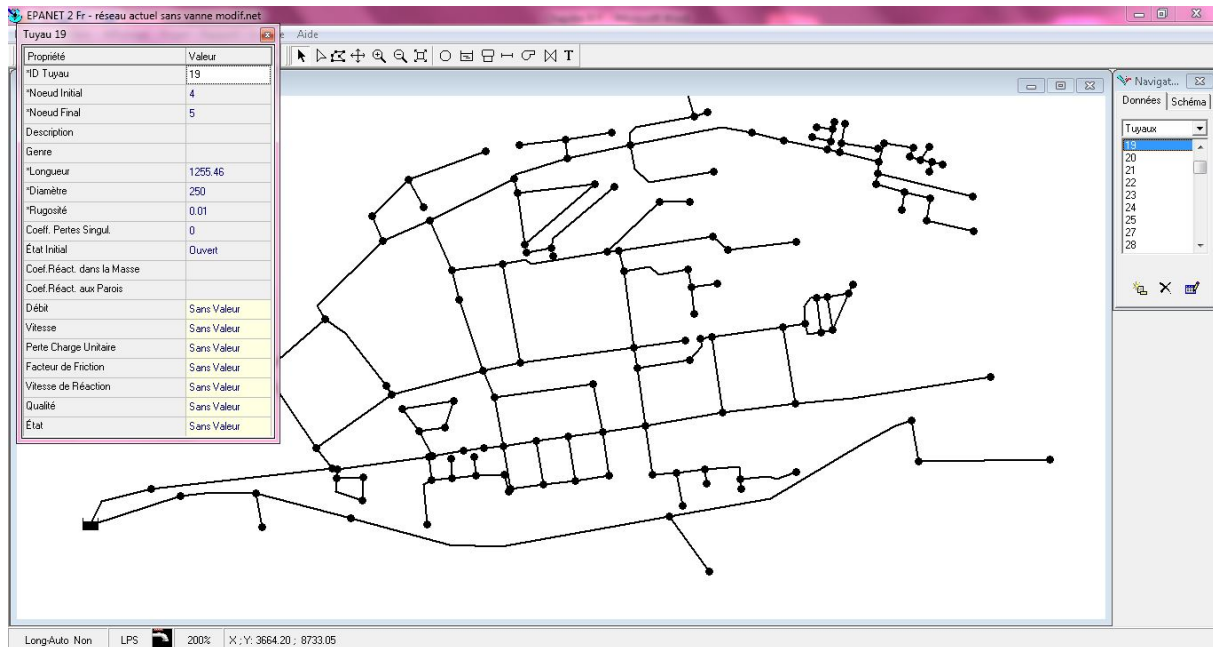 EPANET 2 Fr - réseau actuel sans vanne modif.net
Tuyau 19
Aide
Propriété Valeur
*ID Tuyau 19
*Noeud Initial 4
*Noeud Final 5
Description
Genre
*Longueur 1255.46
*Diamètre 250
*Rugosité 0.01
Coeff. Pertes Singul. 0
État Initial Ouvert
Coef.Réact. dans la Masse
Coef.Réact. aux Parois
Débit Sans Valeur
Vitesse Sans Valeur
Perte Charge Unitaire Sans Valeur
Facteur de Friction Sans Valeur
Vitesse de Réaction Sans Valeur
Qualité Sans Valeur
État Sans Valeur
T
Navigat...
Données Schéma
Tuyaux
19
20
21
22
23
24
25
27
28
Long-Auto Non LPS 200% X ; Y: 3664.20 ; 8733.05